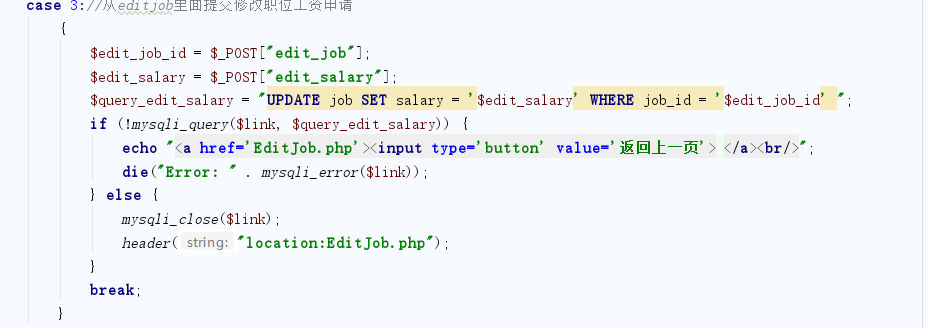 case 3://从editjob里面提交修改职位工资申请
{
$edit_job_id = $_POST["edit_job"];
$edit_salary = $_POST["edit_salary"];
$query_edit_salary = "UPDATE job SET salary = '$edit_salary' WHERE job_id = '$edit_job_id' ";
if (!mysqli_query($link, $query_edit_salary)) {
echo "<a href='EditJob.php'><input type='button' value='返回上一页'> </a><br/>";
die("Error: " . mysqli_error($link));
} else {
mysqli_close($link);
header( string: "location:EditJob.php");
}
break;
}